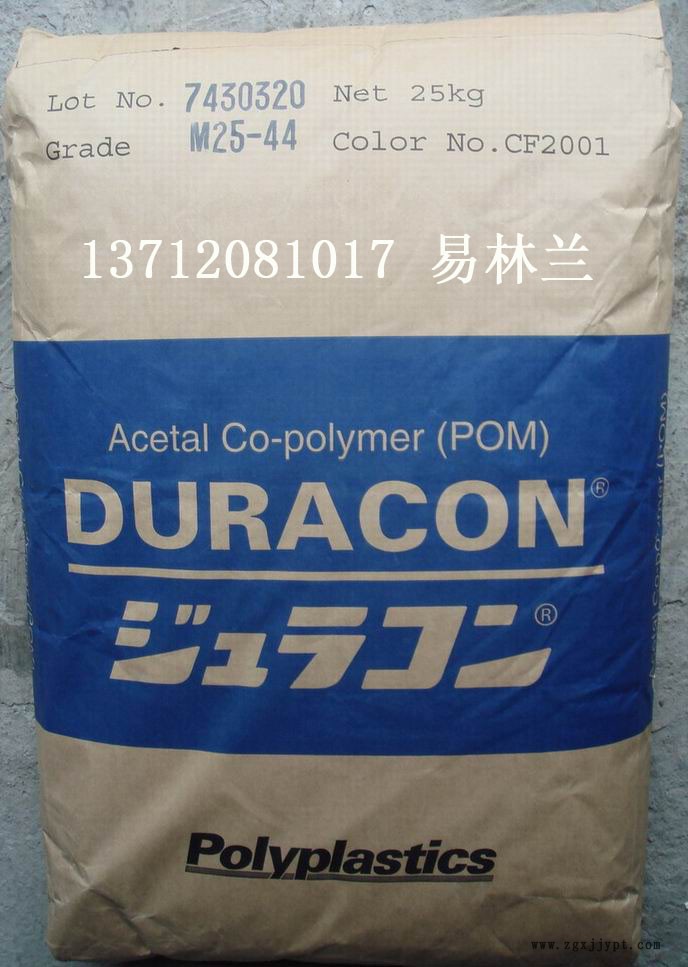 Lot No. 7430320 Net 25kg
Grade M25-44 Color No.CF2001
13712081017 易林兰
Acetal Co-polymer (POM)
DURACON®
ジュラコン®
Polyplastics
www.zgxjjypt.com